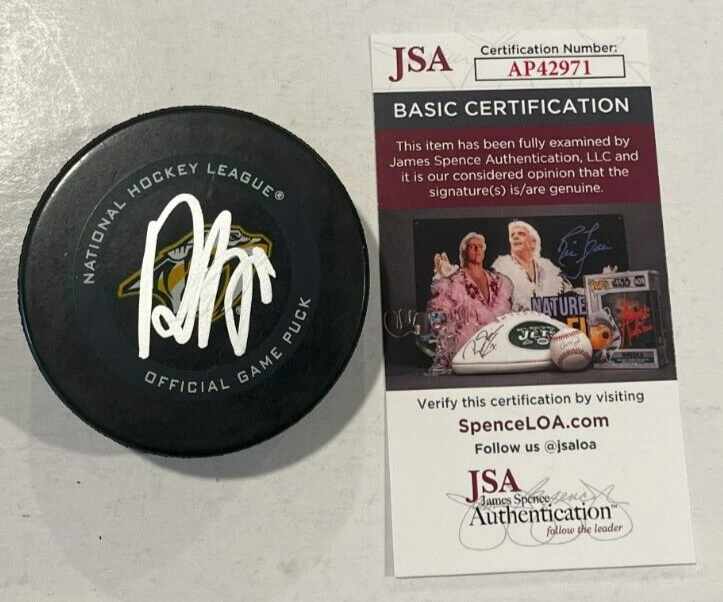 NATIONAL HOCKEY LEAGUE®
OFFICIAL GAME PUCK
JSA
Certification Number:
AP42971
BASIC CERTIFICATION
This item has been fully examined by
James Spence Authentication, LLC and
it is our considered opinion that the
signature(s) is/are genuine.
NATURE
JETS
Verify this certification by visiting
SpenceLOA.com
Follow us @jsaloa
JSA
James Spence
Authentication™
follow the leader